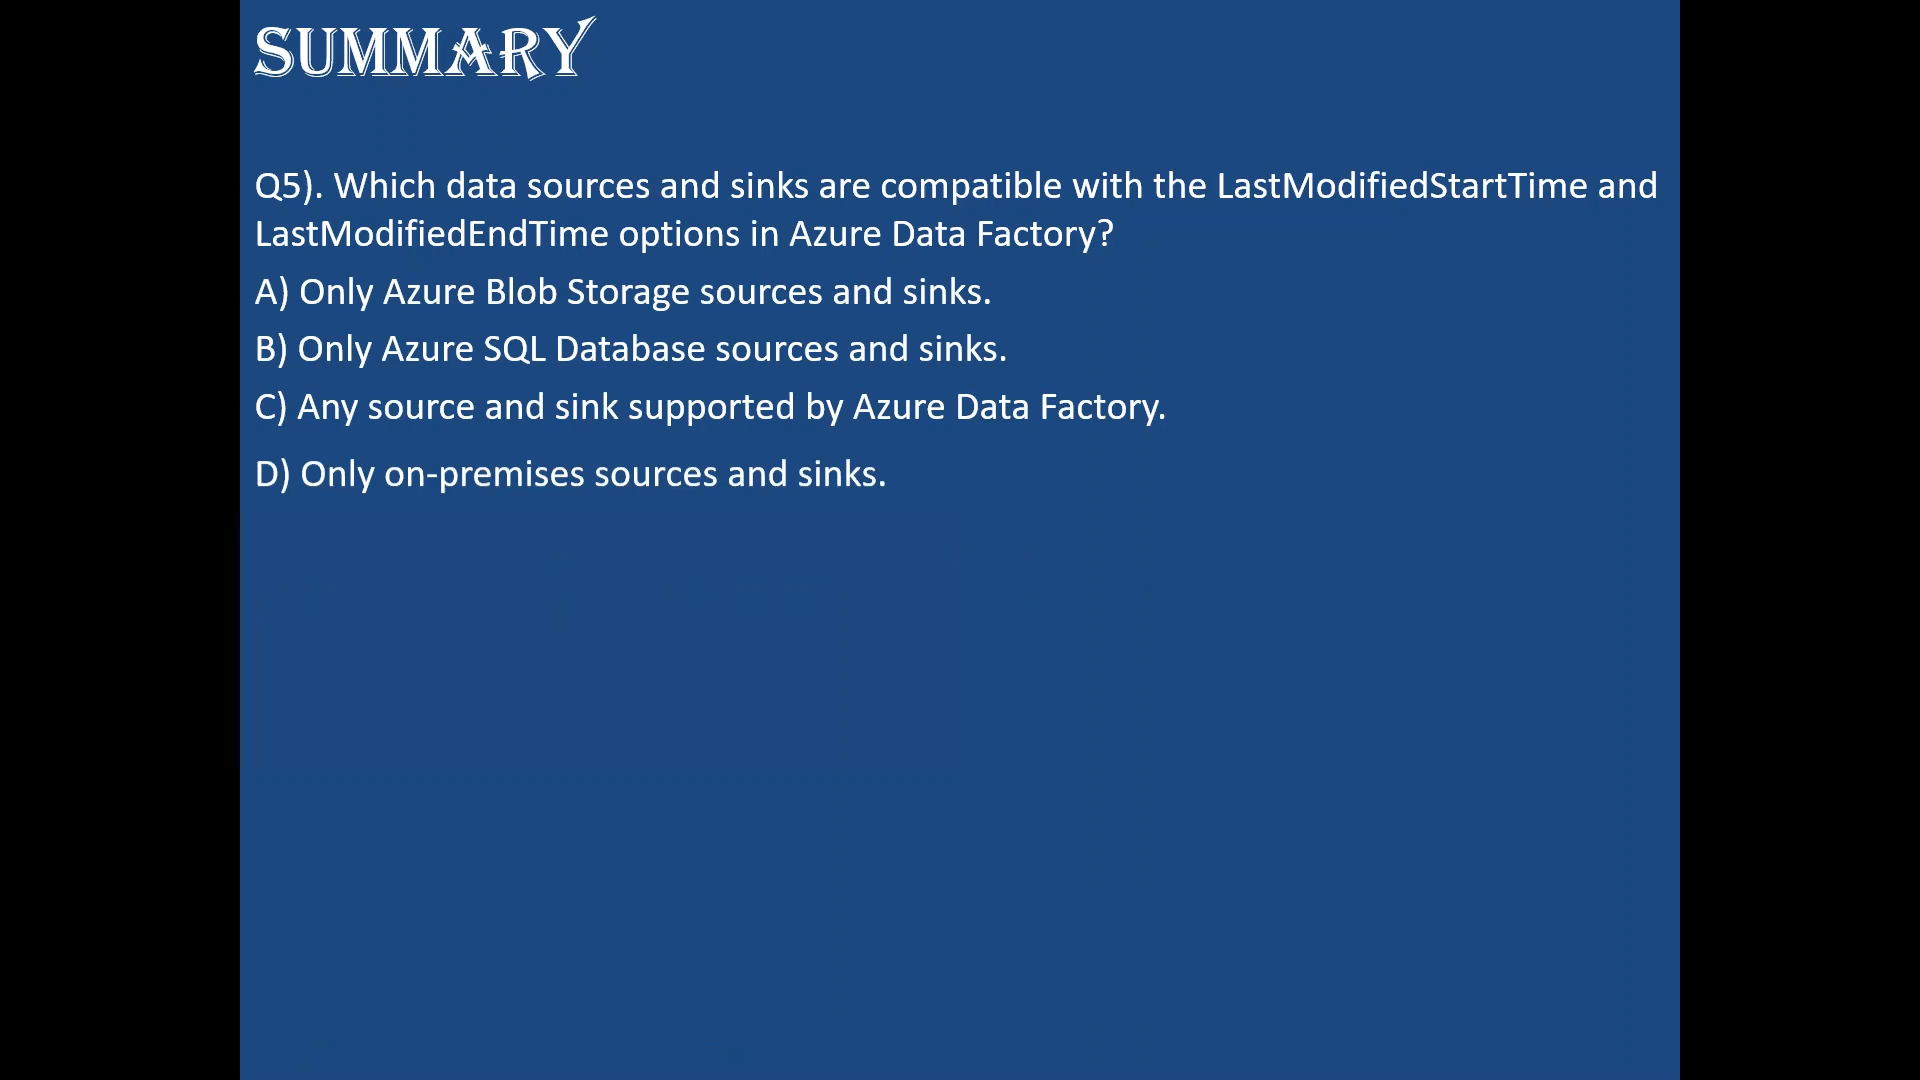 SUMMARY
Q5). Which data sources and sinks are compatible with the LastModifiedStartTime and
LastModifiedEndTime options in Azure Data Factory?
A) Only Azure Blob Storage sources and sinks.
B) Only Azure SQL Database sources and sinks.
C) Any source and sink supported by Azure Data Factory.
D) Only on-premises sources and sinks.